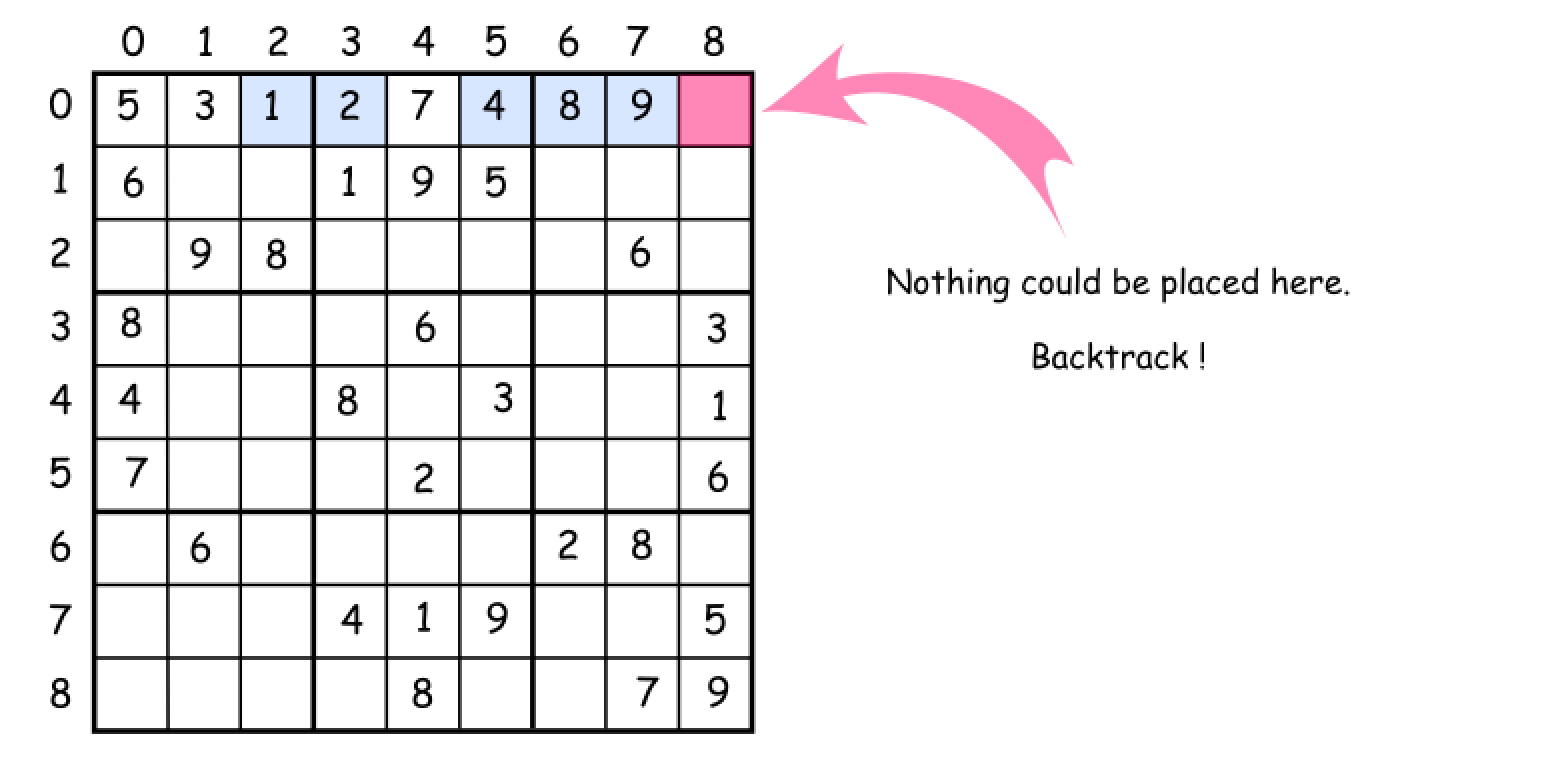 0 1 2 3 4 5 6 7 8
0 5 3 1 2 7 4 8 9
1 6 1 9 5
2 9 8 6
3 8 6 3
4 4 8 3 1
5 7 2 6
6 6 2 8
7 4 1 9 5
8 8 7 9
Nothing could be placed here.
Backtrack !